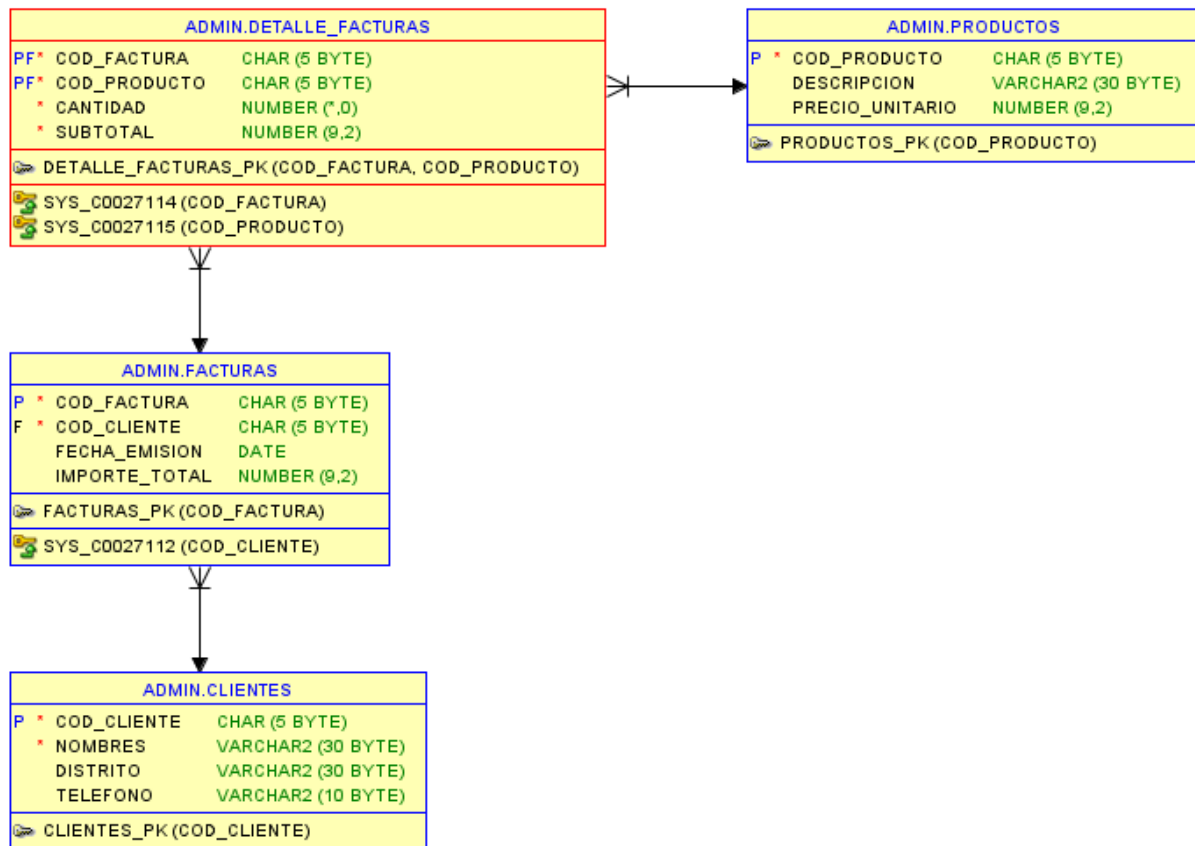 ADMIN.DETALLE_FACTURAS
PF* COD_FACTURA CHAR (5 BYTE)
PF* COD_PRODUCTO CHAR (5 BYTE)
* CANTIDAD NUMBER (*,0)
* SUBTOTAL NUMBER (9,2)
DETALLE_FACTURAS_PK (COD_FACTURA, COD_PRODUCTO)
SYS_C0027114 (COD_FACTURA)
SYS_C0027115 (COD_PRODUCTO)
ADMIN.PRODUCTOS
P * COD_PRODUCTO CHAR (5 BYTE)
DESCRIPCION VARCHAR2 (30 BYTE)
PRECIO_UNITARIO NUMBER (9,2)
PRODUCTOS_PK (COD_PRODUCTO)
ADMIN.FACTURAS
P * COD_FACTURA CHAR (5 BYTE)
F * COD_CLIENTE CHAR (5 BYTE)
FECHA_EMISION DATE
IMPORTE_TOTAL NUMBER (9,2)
FACTURAS_PK (COD_FACTURA)
SYS_C0027112 (COD_CLIENTE)
ADMIN.CLIENTES
P * COD_CLIENTE CHAR (5 BYTE)
* NOMBRES VARCHAR2 (30 BYTE)
DISTRITO VARCHAR2 (30 BYTE)
TELEFONO VARCHAR2 (10 BYTE)
CLIENTES_PK (COD_CLIENTE)